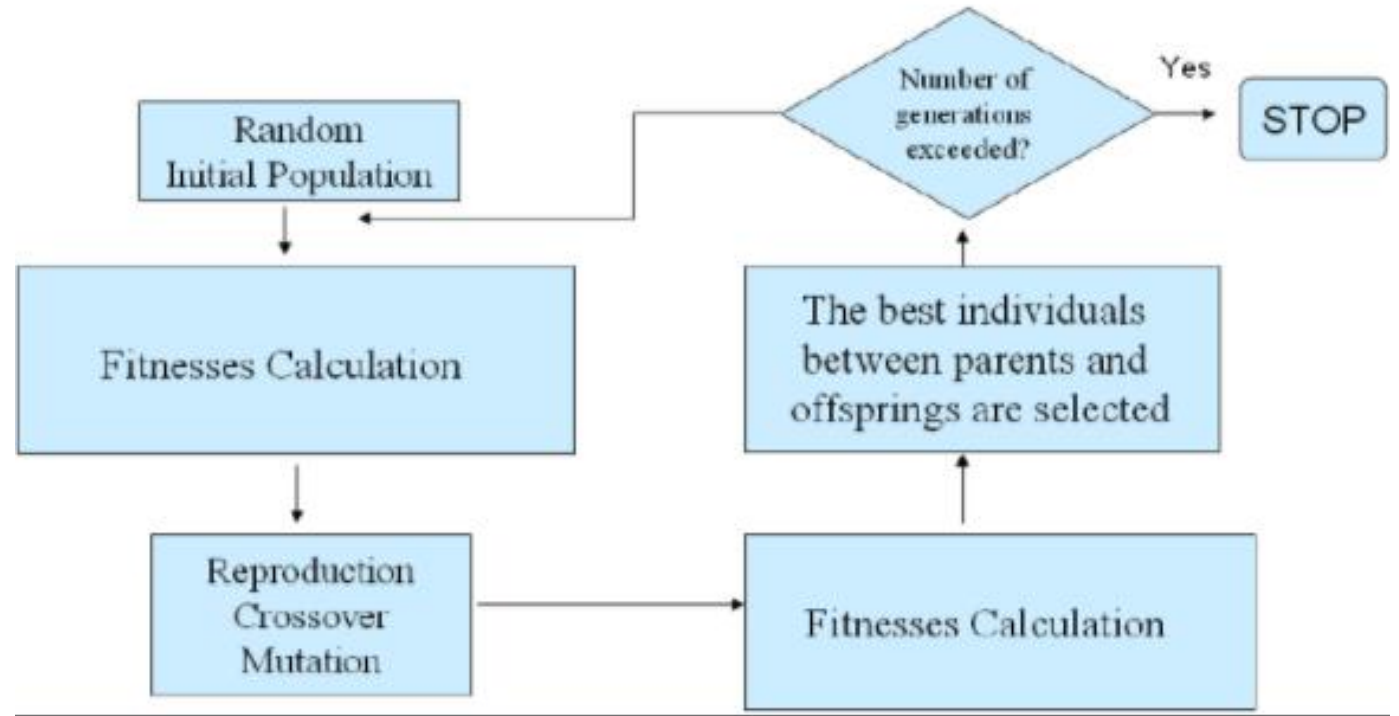 Random
Initial Population
Fitnesses Calculation
Reproduction
Crossover
Mutation
Fitnesses Calculation
The best individuals
between parents and
offsprings are selected
Number of
generations
exceeded?
Yes
STOP